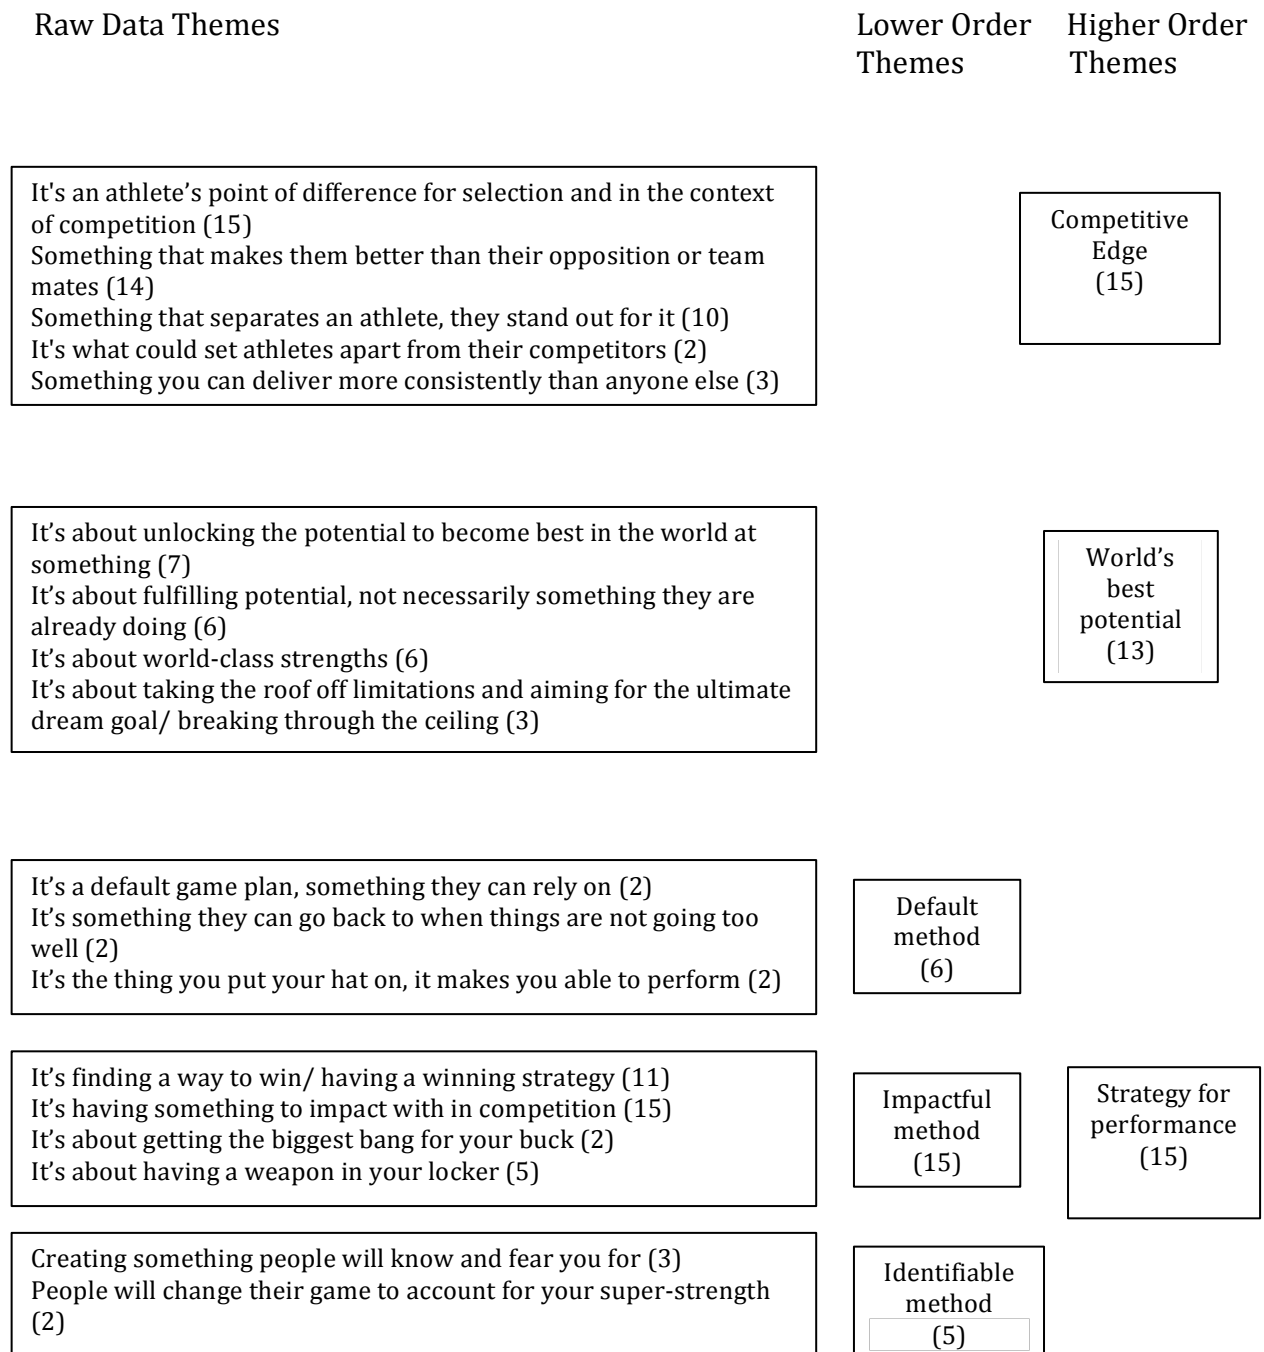 Raw Data Themes
Lower Order Themes
Higher Order Themes
It's an athlete’s point of difference for selection and in the context
of competition (15)
Something that makes them better than their opposition or team
mates (14)
Something that separates an athlete, they stand out for it (10)
It's what could set athletes apart from their competitors (2)
Something you can deliver more consistently than anyone else (3)
Competitive
Edge
(15)
It’s about unlocking the potential to become best in the world at
something (7)
It’s about fulfilling potential, not necessarily something they are
already doing (6)
It’s about world-class strengths (6)
It’s about taking the roof off limitations and aiming for the ultimate
dream goal/ breaking through the ceiling (3)
World’s
best
potential
(13)
It’s a default game plan, something they can rely on (2)
It’s something they can go back to when things are not going too
well (2)
It’s the thing you put your hat on, it makes you able to perform (2)
Default
method
(6)
It’s finding a way to win/ having a winning strategy (11)
It’s having something to impact with in competition (15)
It’s about getting the biggest bang for your buck (2)
It’s about having a weapon in your locker (5)
Impactful
method
(15)
Strategy for
performance
(15)
Creating something people will know and fear you for (3)
People will change their game to account for your super-strength
(2)
Identifiable
method
(5)